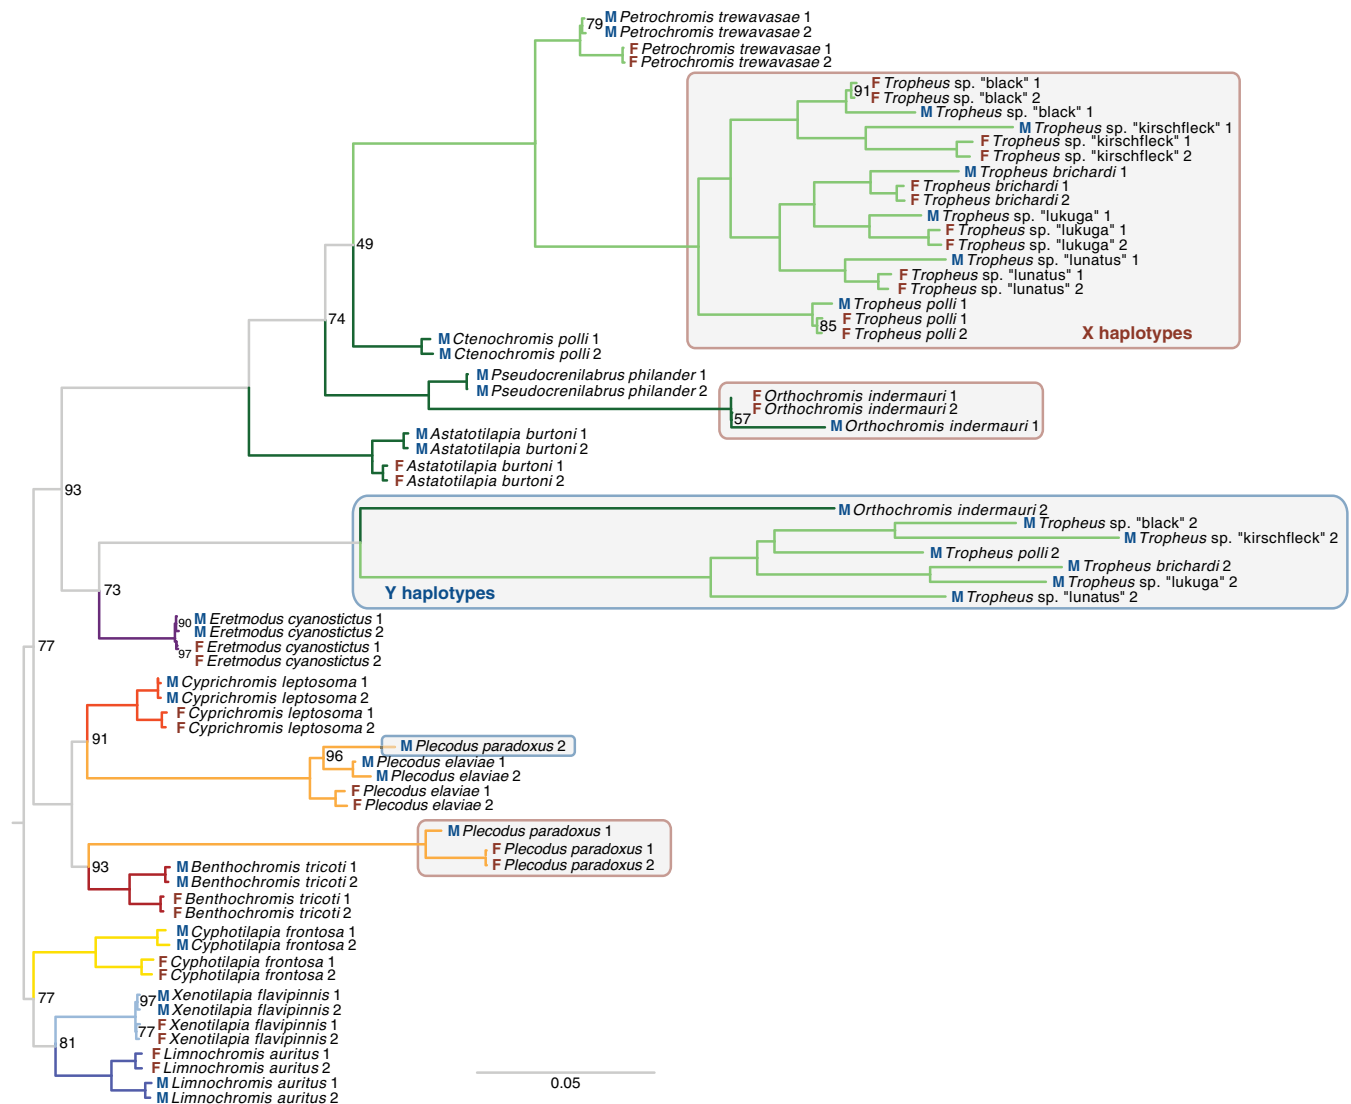 M Petrochromis trewavasae 1
79
M Petrochromis trewavasae 2
F Petrochromis trewavasae 1
F Petrochromis trewavasae 2
F Tropheus sp. "black" 1
91
F Tropheus sp. "black" 2
M Tropheus sp. "black" 1
M Tropheus sp. "kirschfleck" 1
F Tropheus sp. "kirschfleck" 1
F Tropheus sp. "kirschfleck" 2
M Tropheus brichardi 1
F Tropheus brichardi 1
F Tropheus brichardi 2
M Tropheus sp. "lukuga" 1
F Tropheus sp. "lukuga" 1
F Tropheus sp. "lukuga" 2
49
M Tropheus sp. "lunatus" 1
F Tropheus sp. "lunatus" 1
F Tropheus sp. "lunatus" 2
M Tropheus polli 1
74
F Tropheus polli 1
85
F Tropheus polli 2
X haplotypes
M Ctenochromis polli 1
M Ctenochromis polli 2
M Pseudocrenilabrus philander 1
M Pseudocrenilabrus philander 2
F Orthochromis indermauri 1
F Orthochromis indermauri 2
57
M Orthochromis indermauri 1
M Astatotilapia burtoni 1
M Astatotilapia burtoni 2
F Astatotilapia burtoni 1
F Astatotilapia burtoni 2
93
M Orthochromis indermauri 2
M Tropheus sp. "black" 2
M Tropheus sp. "kirschfleck" 2
M Tropheus polli 2
M Tropheus brichardi 2
M Tropheus sp. "lukuga" 2
73
Y haplotypes
M Tropheus sp. "lunatus" 2
90
M Eretmodus cyanostictus 1
M Eretmodus cyanostictus 2
77
F Eretmodus cyanostictus 1
97
F Eretmodus cyanostictus 2
M Cyprichromis leptosoma 1
M Cyprichromis leptosoma 2
F Cyprichromis leptosoma 1
F Cyprichromis leptosoma 2
91
M Plecodus paradoxus 2
96
M Plecodus elaviae 1
M Plecodus elaviae 2
F Plecodus elaviae 1
F Plecodus elaviae 2
M Plecodus paradoxus 1
F Plecodus paradoxus 1
F Plecodus paradoxus 2
93
M Benthochromis tricoti 1
M Benthochromis tricoti 2
F Benthochromis tricoti 1
F Benthochromis tricoti 2
M Cyphotilapia frontosa 1
M Cyphotilapia frontosa 2
F Cyphotilapia frontosa 1
F Cyphotilapia frontosa 2
77
97
M Xenotilapia flavipinnis 1
M Xenotilapia flavipinnis 2
77
F Xenotilapia flavipinnis 1
F Xenotilapia flavipinnis 2
81
F Limnochromis auritus 1
F Limnochromis auritus 2
M Limnochromis auritus 1
M Limnochromis auritus 2
0.05